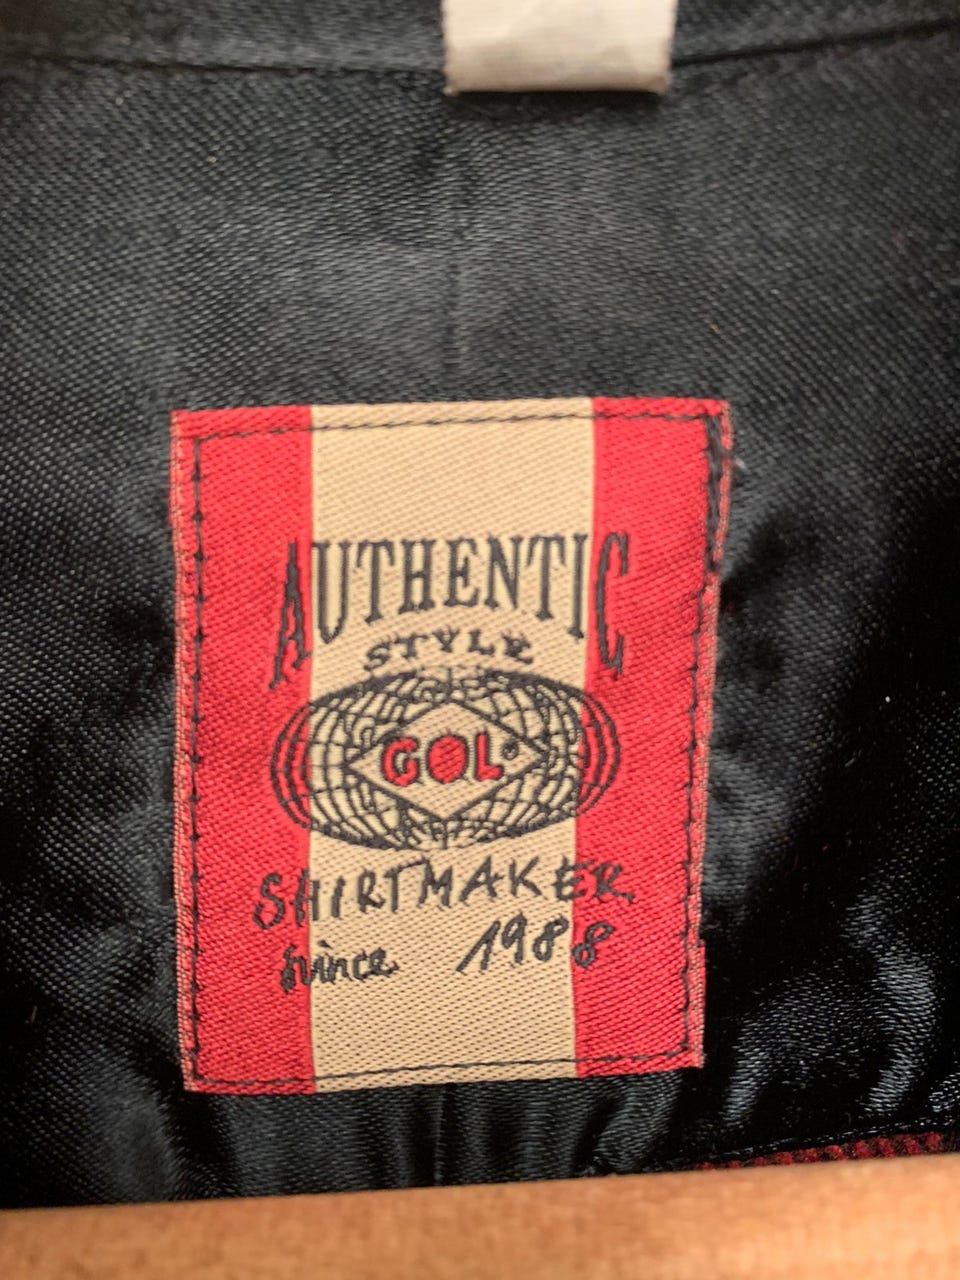 AUTHENTIC
STYLE
GOL®
SHIRTMAKER
since 1988